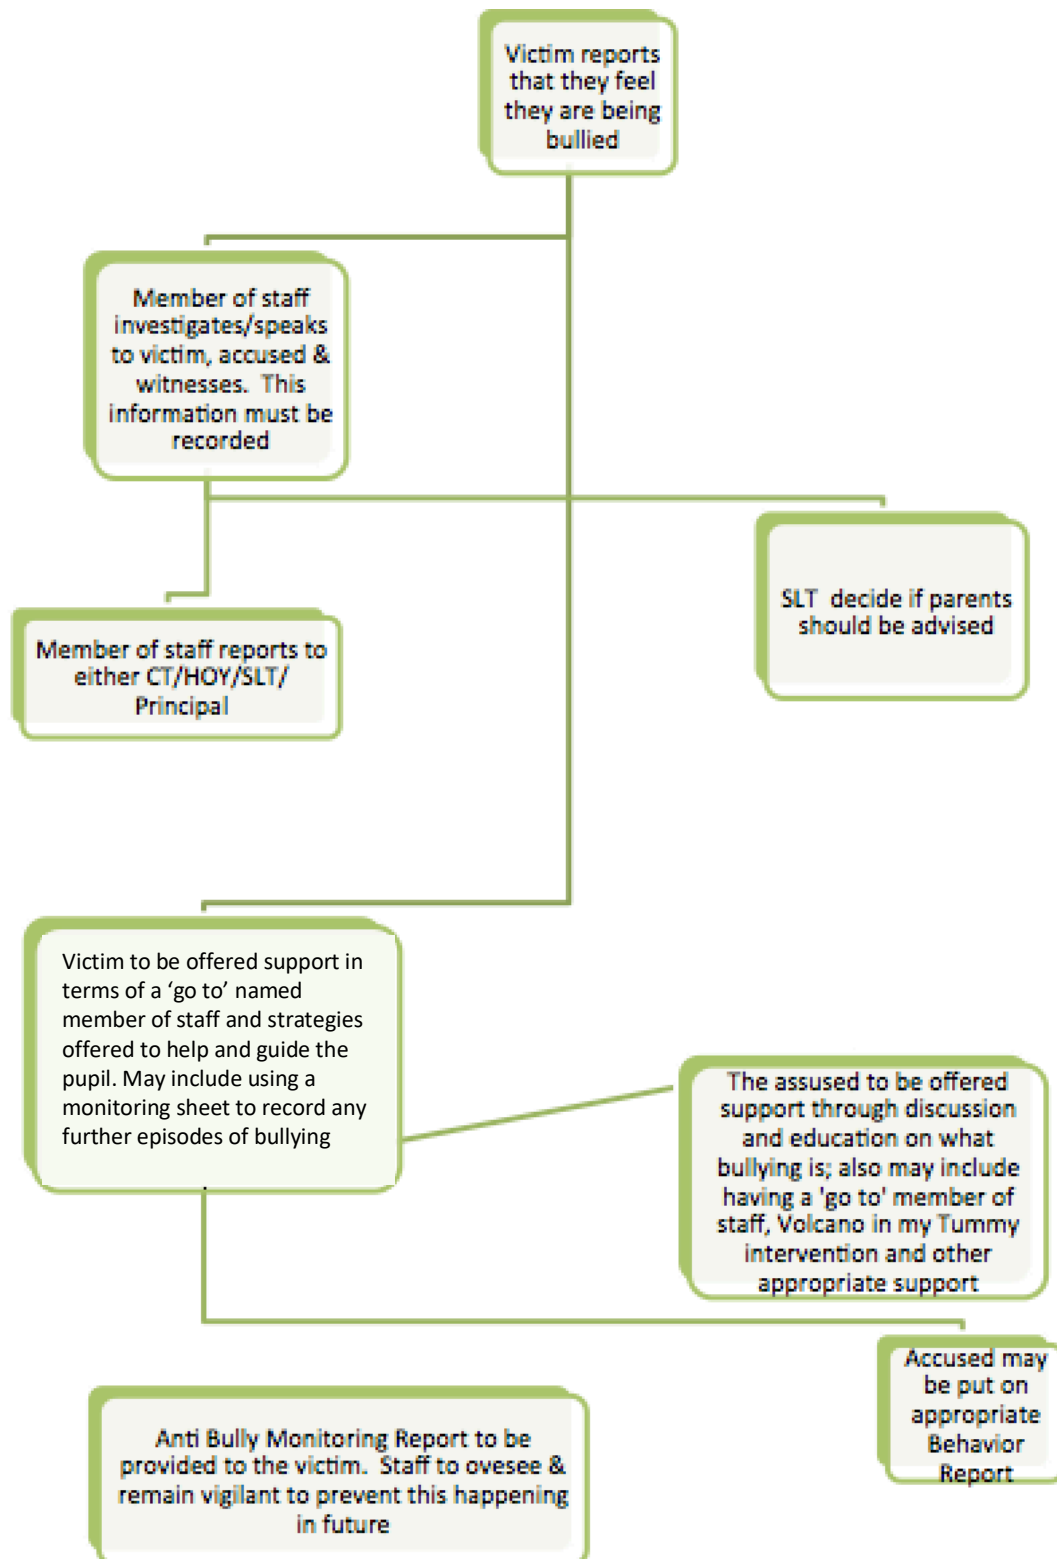 Victim reports
that they feel
they are being
bullied
Member of staff
investigates/speaks
to victim, accused &
witnesses.  This
information must be
recorded
SLT  decide if parents
should be advised
Member of staff reports to
either CT/HOY/SLT/
Principal
Victim to be offered support in
terms of a ‘go to’ named
member of staff and strategies
offered to help and guide the
pupil. May include using a
monitoring sheet to record any
further episodes of bullying
The assused to be offered
support through discussion
and education on what
bullying is; also may include
having a 'go to' member of
staff, Volcano in my Tummy
intervention and other
appropriate support
Accused may
be put on
appropriate
Behavior
Report
Anti Bully Monitoring Report to be
provided to the victim.  Staff to ovesee &
remain vigilant to prevent this happening
in future